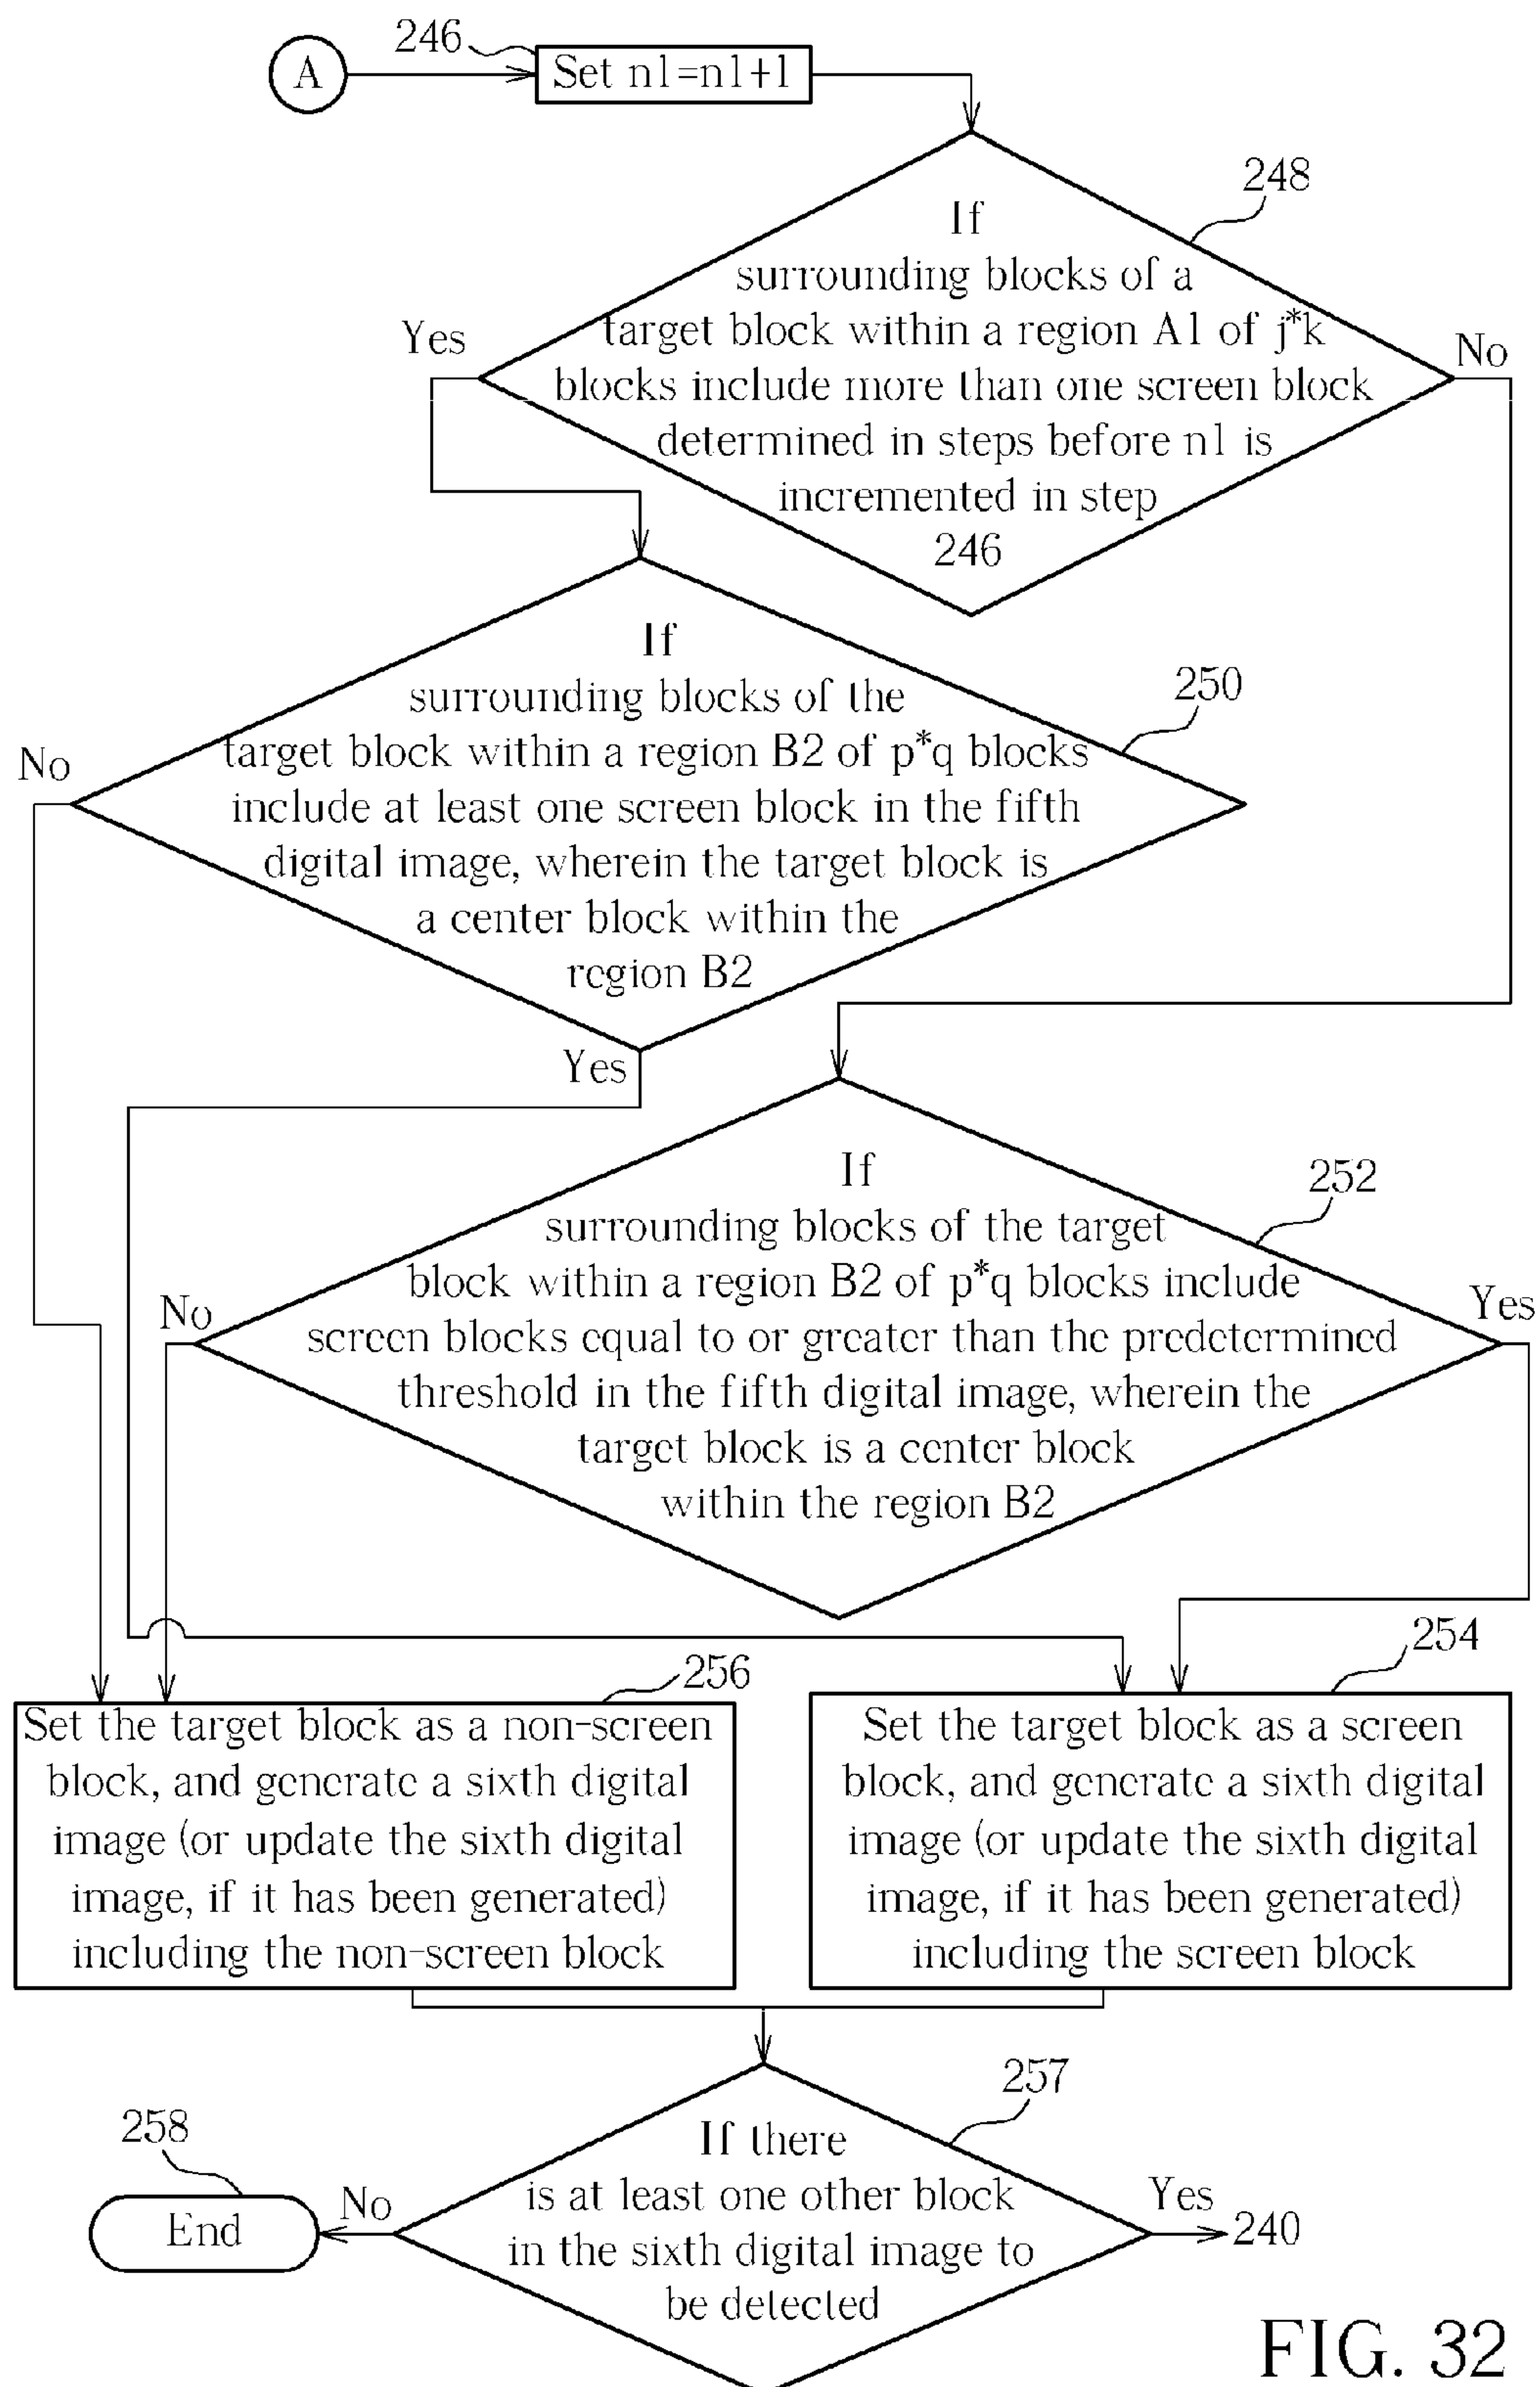 A
246
Set n1=n1+1
248
If
surrounding blocks of a
target block within a region A1 of j*k
blocks include more than one screen block
determined in steps before n1 is
incremented in step
246
Yes
No
250
If
surrounding blocks of the
target block within a region B2 of p*q blocks
include at least one screen block in the fifth
digital image, wherein the target block is
a center block within the
region B2
No
Yes
252
If
surrounding blocks of the target
block within a region B2 of p*q blocks include
screen blocks equal to or greater than the predetermined
threshold in the fifth digital image, wherein the
target block is a center block
within the region B2
No
Yes
256
Set the target block as a non-screen
block, and generate a sixth digital
image (or update the sixth digital
image, if it has been generated)
including the non-screen block
254
Set the target block as a screen
block, and generate a sixth digital
image (or update the sixth digital
image, if it has been generated)
including the screen block
257
If there
is at least one other block
in the sixth digital image to
be detected
258
End
No
Yes
240
FIG. 32